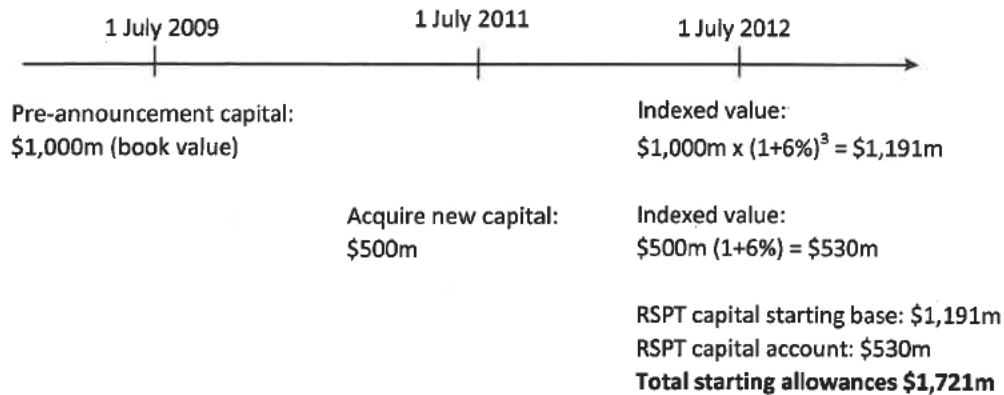 1 July 2009
1 July 2011
1 July 2012
Pre-announcement capital:
$1,000m (book value)
Indexed value:
$1,000m x (1+6%)³ = $1,191m
Acquire new capital:
$500m
Indexed value:
$500m (1+6%) = $530m
RSPT capital starting base: $1,191m
RSPT capital account: $530m
Total starting allowances $1,721m